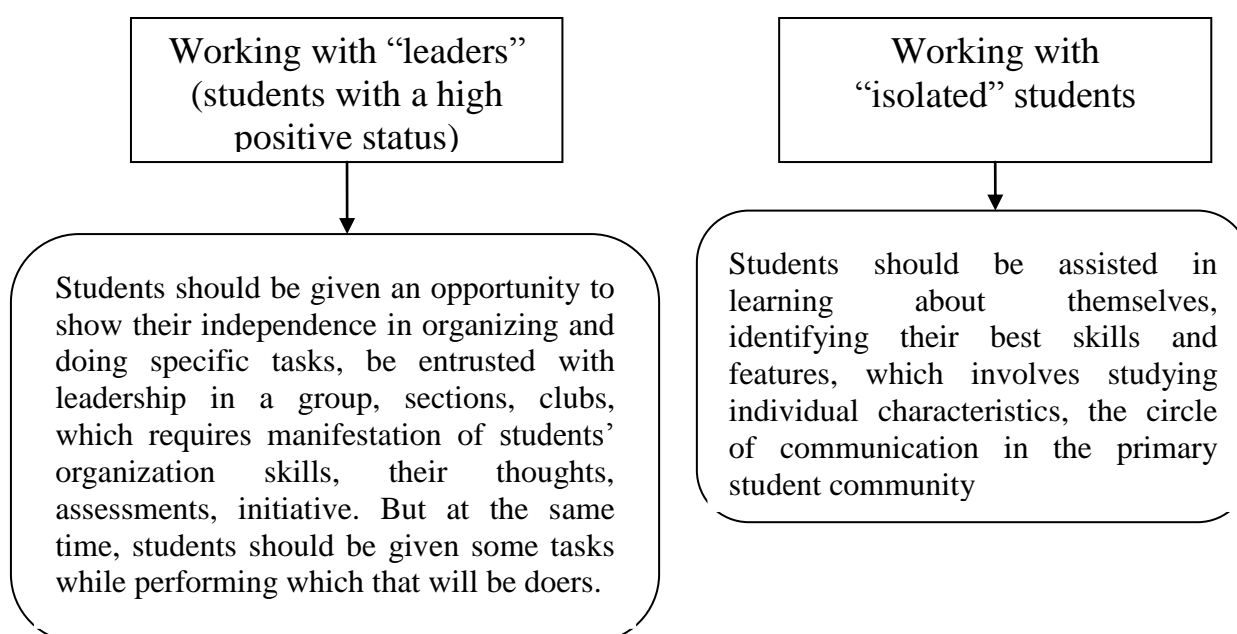 Working with “leaders”
(students with a high
positive status)
Students should be given an opportunity to
show their independence in organizing and
doing specific tasks, be entrusted with
leadership in a group, sections, clubs,
which requires manifestation of students’
organization skills, their thoughts,
assessments, initiative. But at the same
time, students should be given some tasks
while performing which that will be doers.
Working with
“isolated” students
Students should be assisted in
learning about themselves,
identifying their best skills and
features, which involves studying
individual characteristics, the circle
of communication in the primary
student community